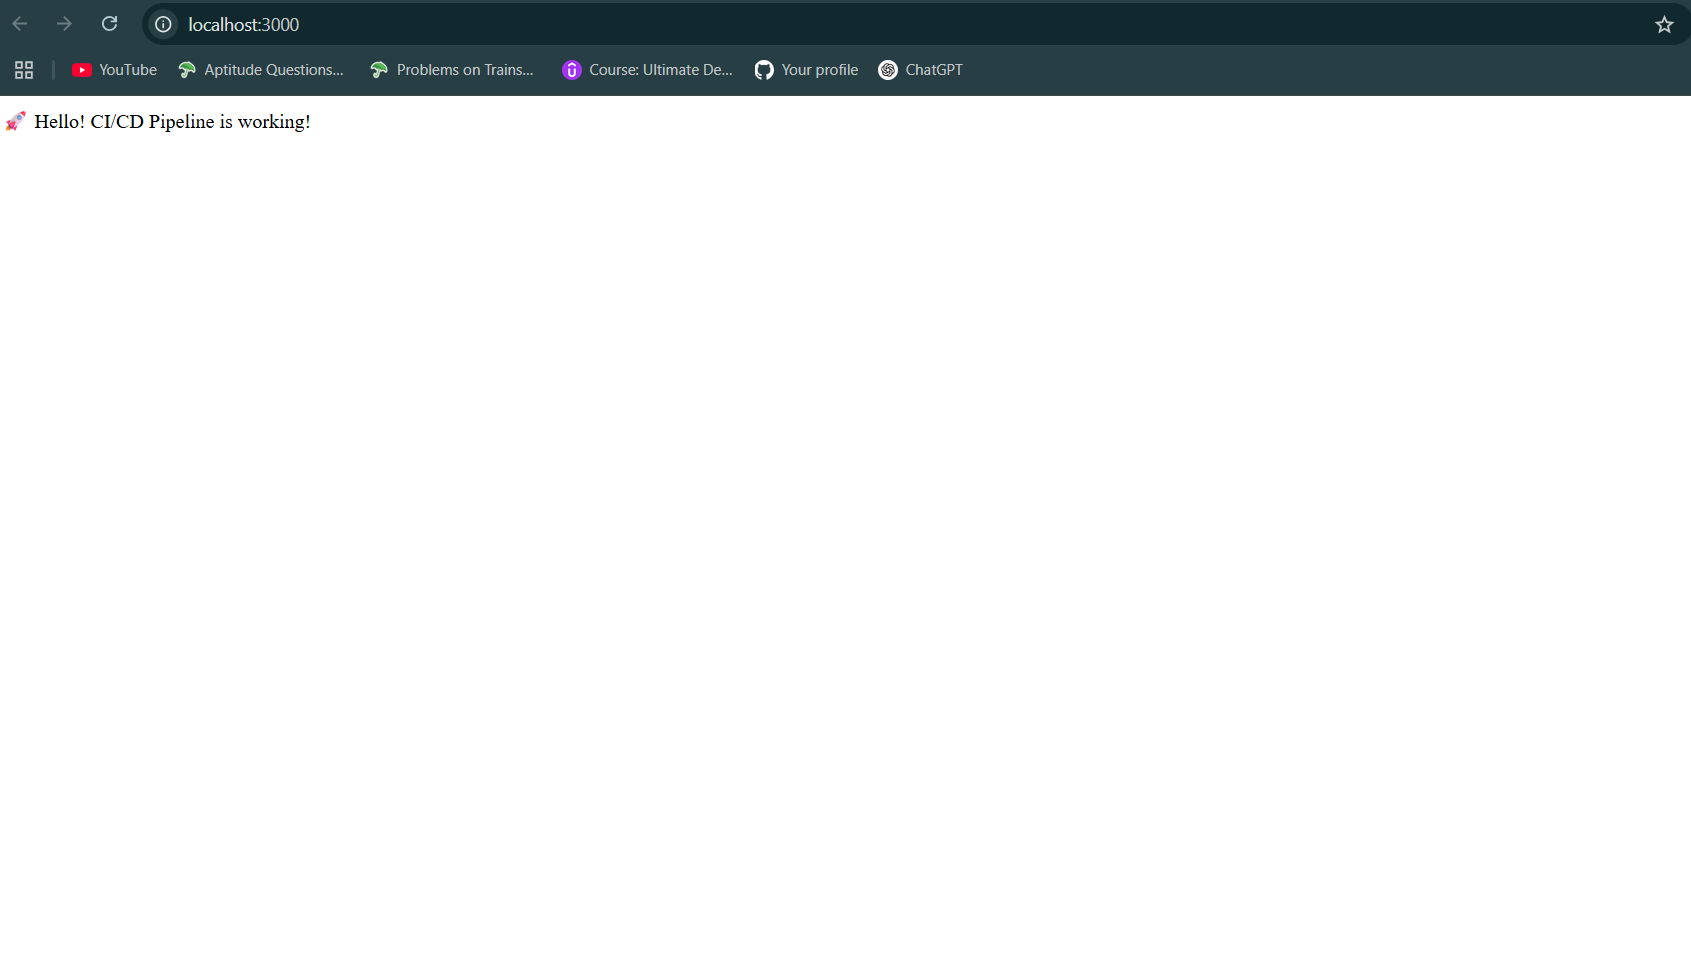 localhost:3000
YouTube Aptitude Questions... Problems on Trains... Course: Ultimate De... Your profile ChatGPT
🚀 Hello! CI/CD Pipeline is working!